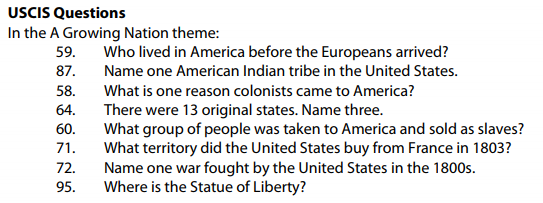 USCIS Questions
In the A Growing Nation theme:
59. Who lived in America before the Europeans arrived?
87. Name one American Indian tribe in the United States.
58. What is one reason colonists came to America?
64. There were 13 original states. Name three.
60. What group of people was taken to America and sold as slaves?
71. What territory did the United States buy from France in 1803?
72. Name one war fought by the United States in the 1800s.
95. Where is the Statue of Liberty?